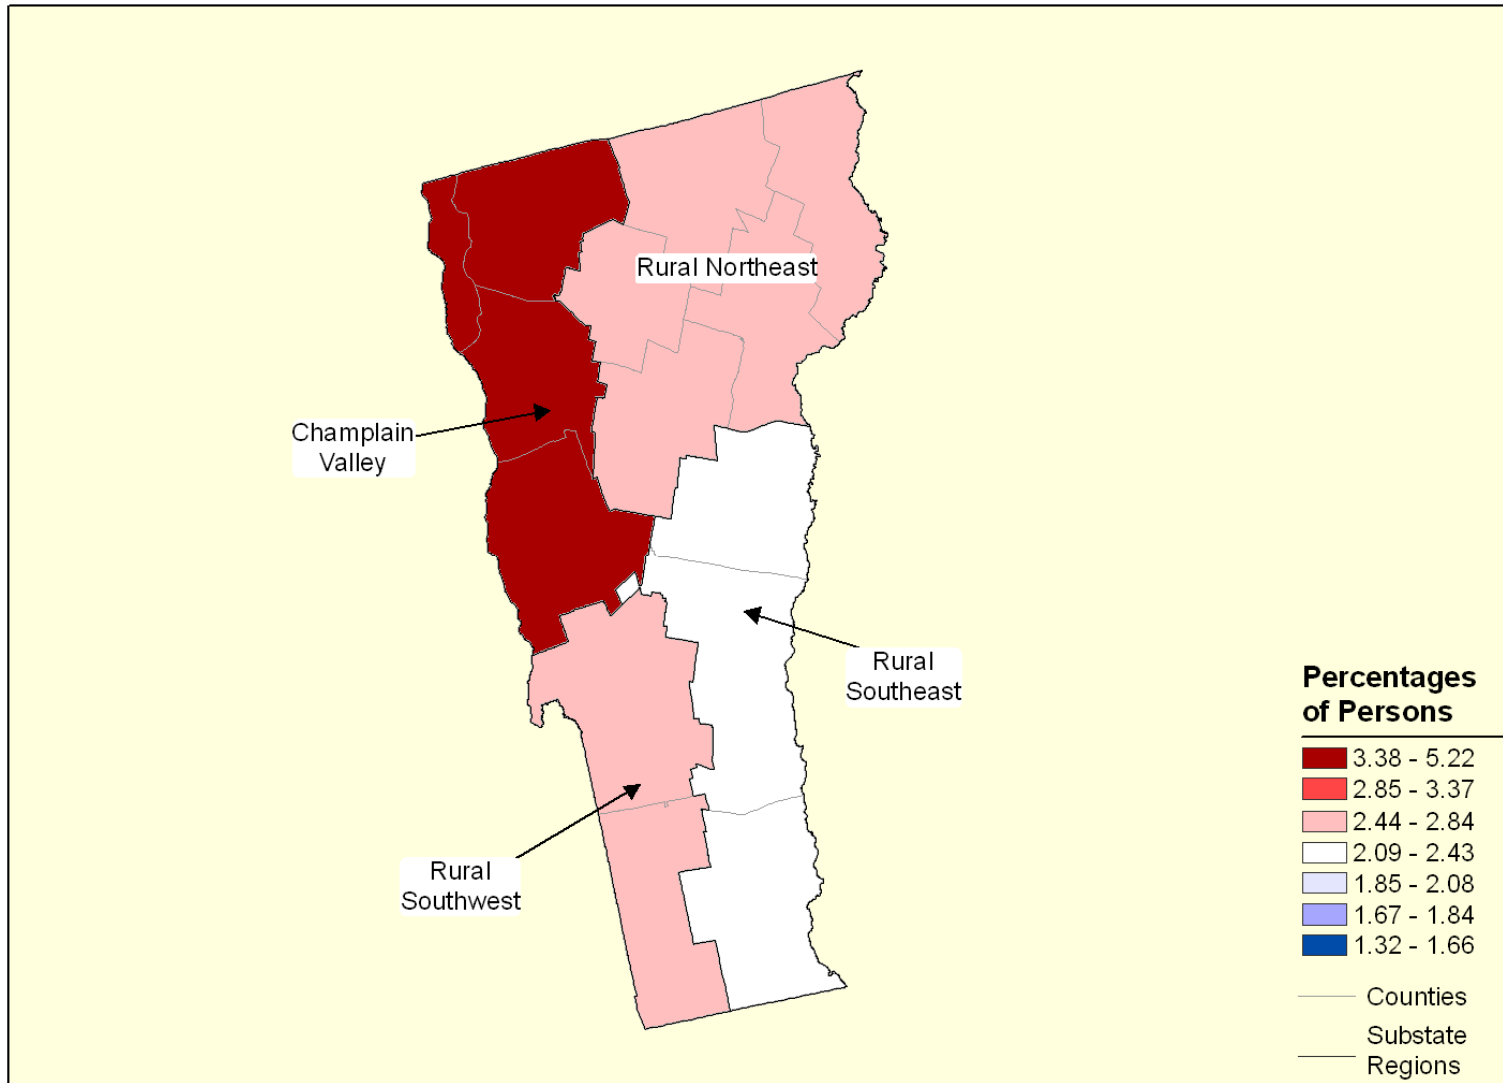 Rural Northeast
Champlain
Valley
Rural
Southeast
Rural
Southwest
Percentages
of Persons
3.38 - 5.22
2.85 - 3.37
2.44 - 2.84
2.09 - 2.43
1.85 - 2.08
1.67 - 1.84
1.32 - 1.66
Counties
Substate
Regions